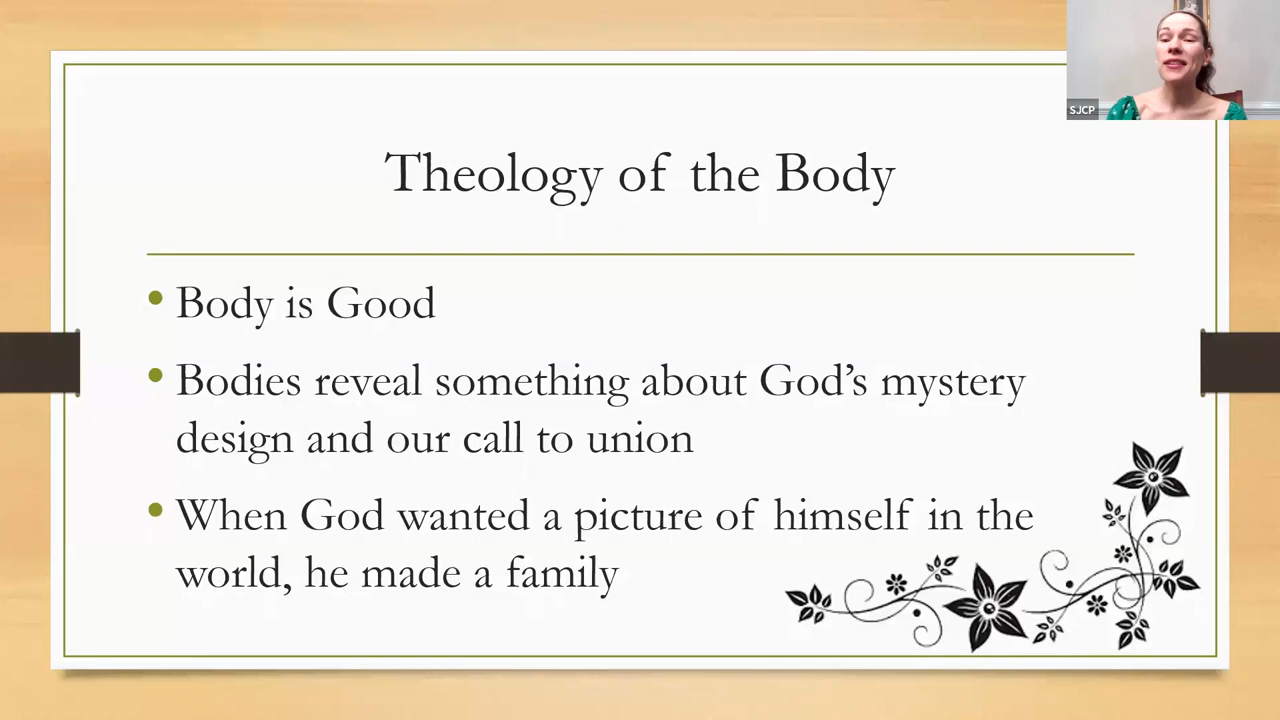 SJCP
Theology of the Body
• Body is Good
• Bodies reveal something about God’s mystery
design and our call to union
• When God wanted a picture of himself in the
world, he made a family